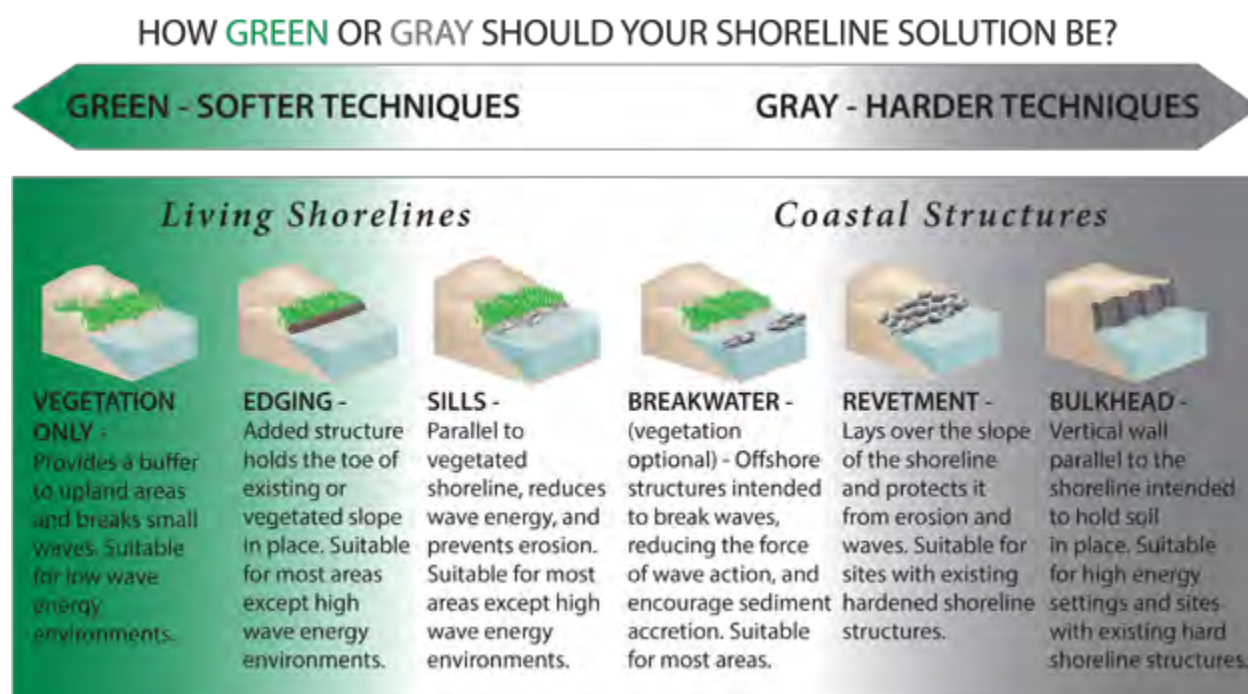 HOW GREEN OR GRAY SHOULD YOUR SHORELINE SOLUTION BE?
GREEN - SOFTER TECHNIQUES
GRAY - HARDER TECHNIQUES
Living Shorelines
Coastal Structures
VEGETATION
ONLY -
Provides a buffer
to upland areas
and breaks small
waves. Suitable
for low wave
energy
environments.
EDGING -
Added structure
holds the toe of
existing or
vegetated slope
in place. Suitable
for most areas
except high
wave energy
environments.
SILLS -
Parallel to
vegetated
shoreline, reduces
wave energy, and
prevents erosion.
Suitable for most
areas except high
wave energy
environments.
BREAKWATER -
(vegetation
optional) - Offshore
structures intended
to break waves,
reducing the force
of wave action, and
encourage sediment
accretion. Suitable
for most areas.
REVETMENT -
Lays over the slope
of the shoreline
and protects it
from erosion and
waves. Suitable for
sites with existing
hardened shoreline
structures.
BULKHEAD -
Vertical wall
parallel to the
shoreline intended
to hold soil
in place. Suitable
for high energy
settings and sites
with existing hard
shoreline structures.